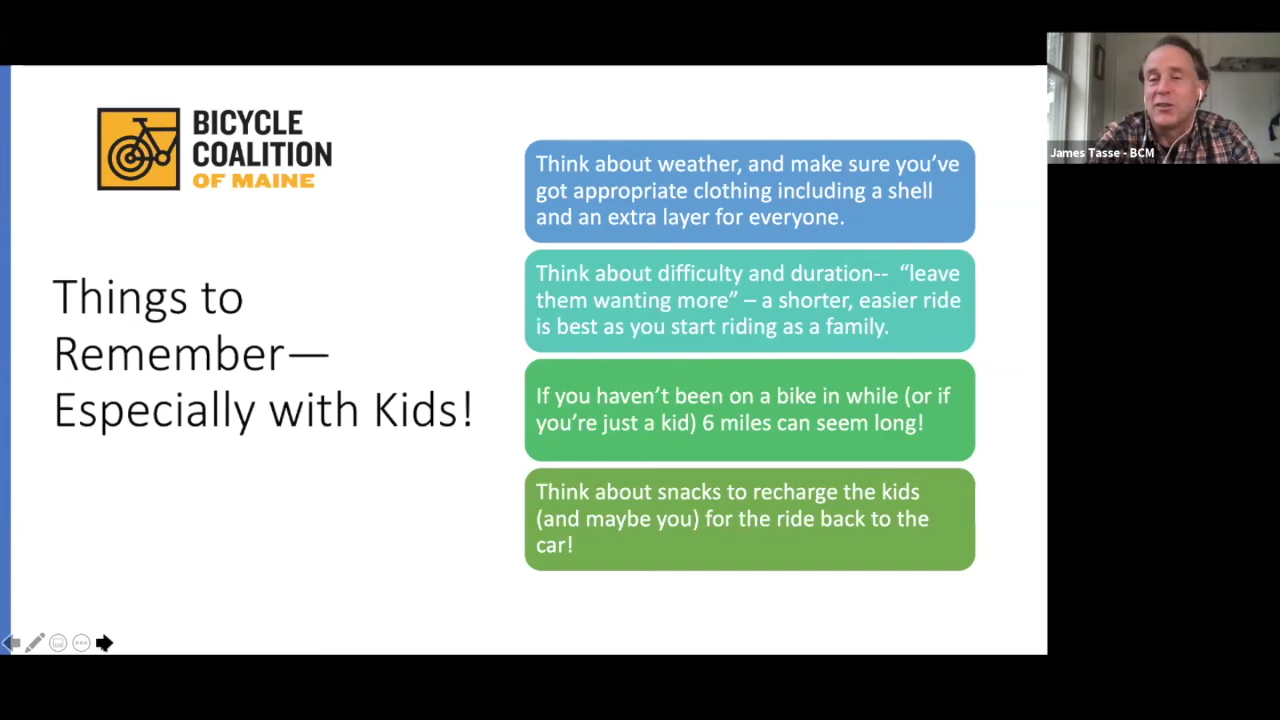 BICYCLE
COALITION
OF MAINE
Things to
Remember—
Especially with Kids!
Think about weather, and make sure you’ve
got appropriate clothing including a shell
and an extra layer for everyone.
Think about difficulty and duration-- “leave
them wanting more” – a shorter, easier ride
is best as you start riding as a family.
If you haven’t been on a bike in while (or if
you’re just a kid) 6 miles can seem long!
Think about snacks to recharge the kids
(and maybe you) for the ride back to the
car!
James Tasse - BCM